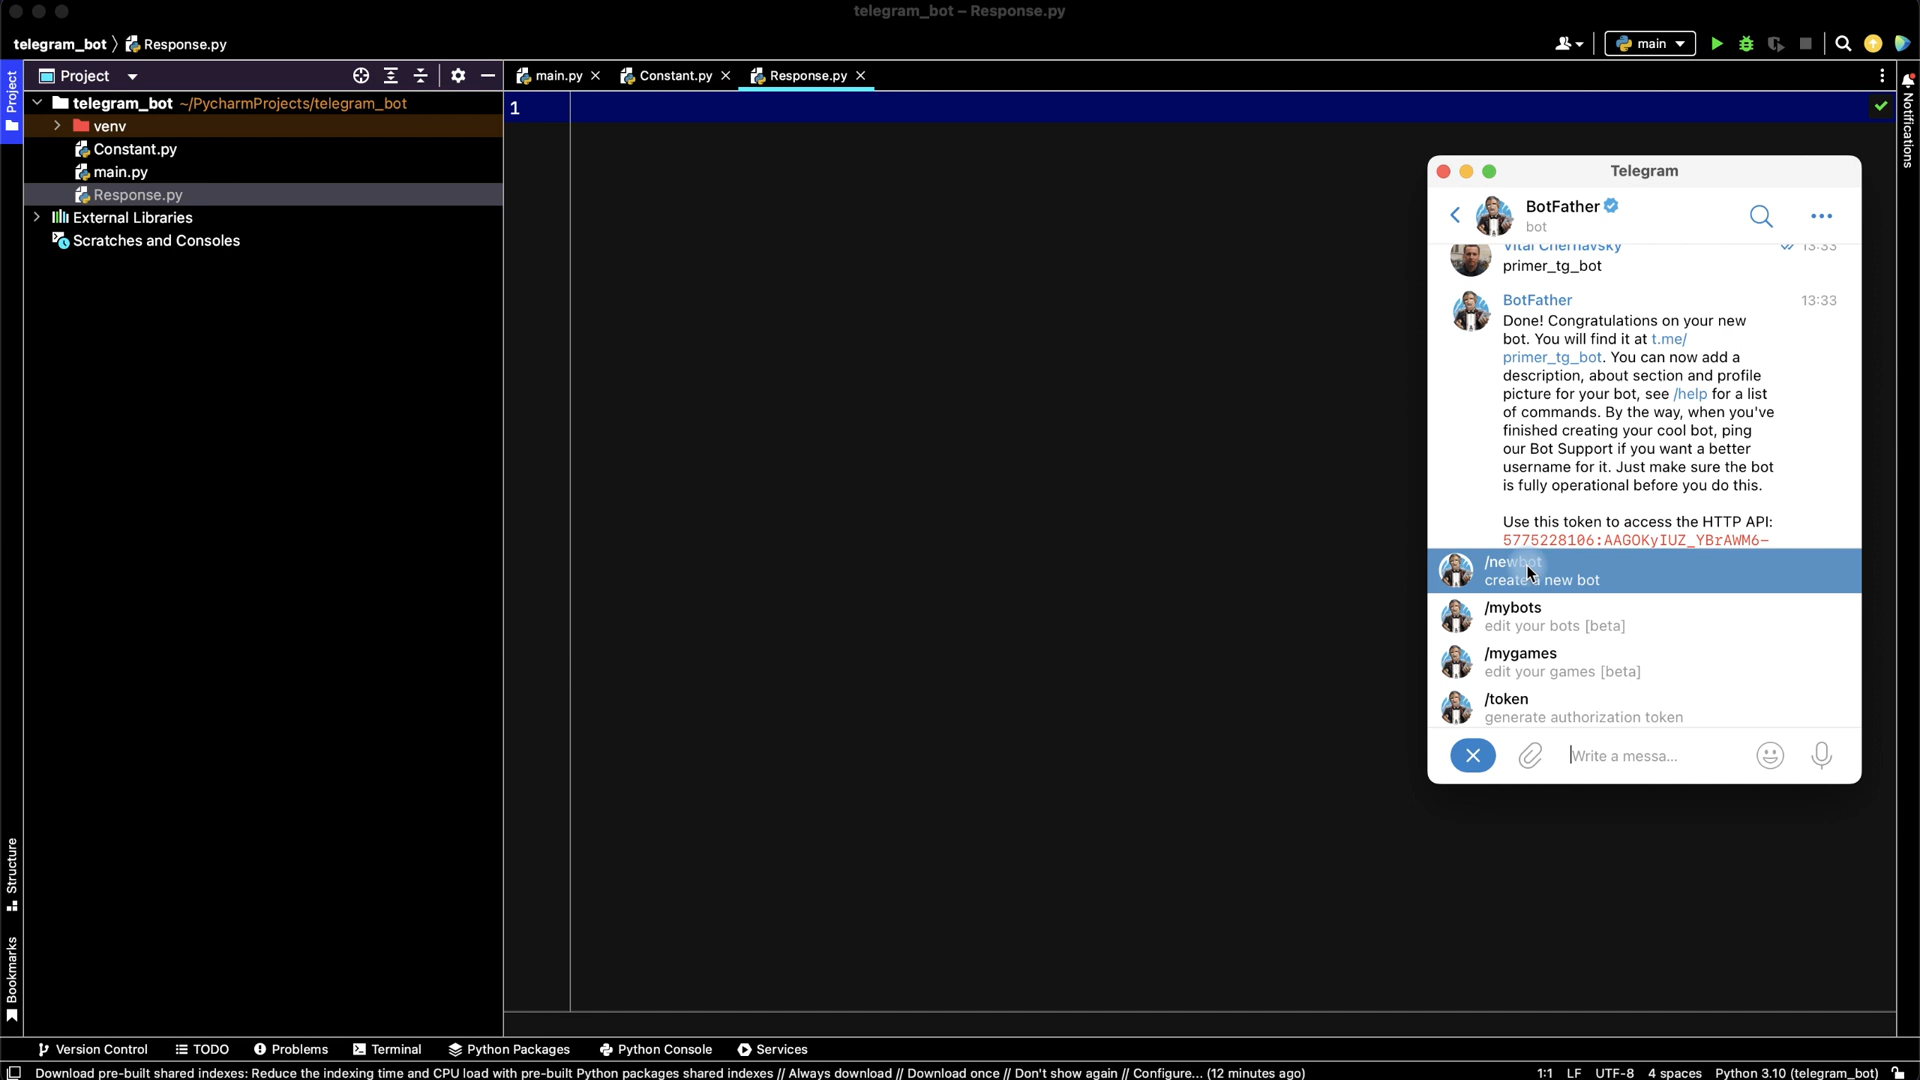 telegram_bot – Response.py
telegram_bot 〉 Response.py
main
Project
Project
main.py
Constant.py
Response.py
Notifications
telegram_bot ~/PycharmProjects/telegram_bot
1
venv
Constant.py
main.py
Response.py
External Libraries
Scratches and Consoles
Telegram
BotFather
bot
Vital Chernavsky 13:33
primer_tg_bot
BotFather 13:33
Done! Congratulations on your new
bot. You will find it at t.me/
primer_tg_bot. You can now add a
description, about section and profile
picture for your bot, see /help for a list
of commands. By the way, when you've
finished creating your cool bot, ping
our Bot Support if you want a better
username for it. Just make sure the bot
is fully operational before you do this.
Use this token to access the HTTP API:
5775228106:AAGOKyIUZ_YBrAWM6-
/newbot
create a new bot
/mybots
edit your bots [beta]
/mygames
edit your games [beta]
/token
generate authorization token
Write a messa...
Structure
Bookmarks
Version Control
TODO
Problems
Terminal
Python Packages
Python Console
Services
Download pre-built shared indexes: Reduce the indexing time and CPU load with pre-built Python packages shared indexes // Always download // Download once // Don't show again // Configure... (12 minutes ago)
1:1 LF UTF-8 4 spaces Python 3.10 (telegram_bot)